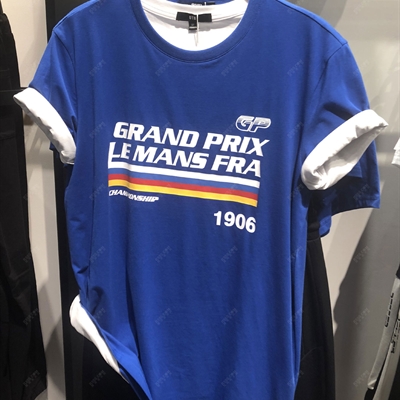 GP
GRAND PRIX
LE MANS FRA
CHAMPIONSHIP
1906